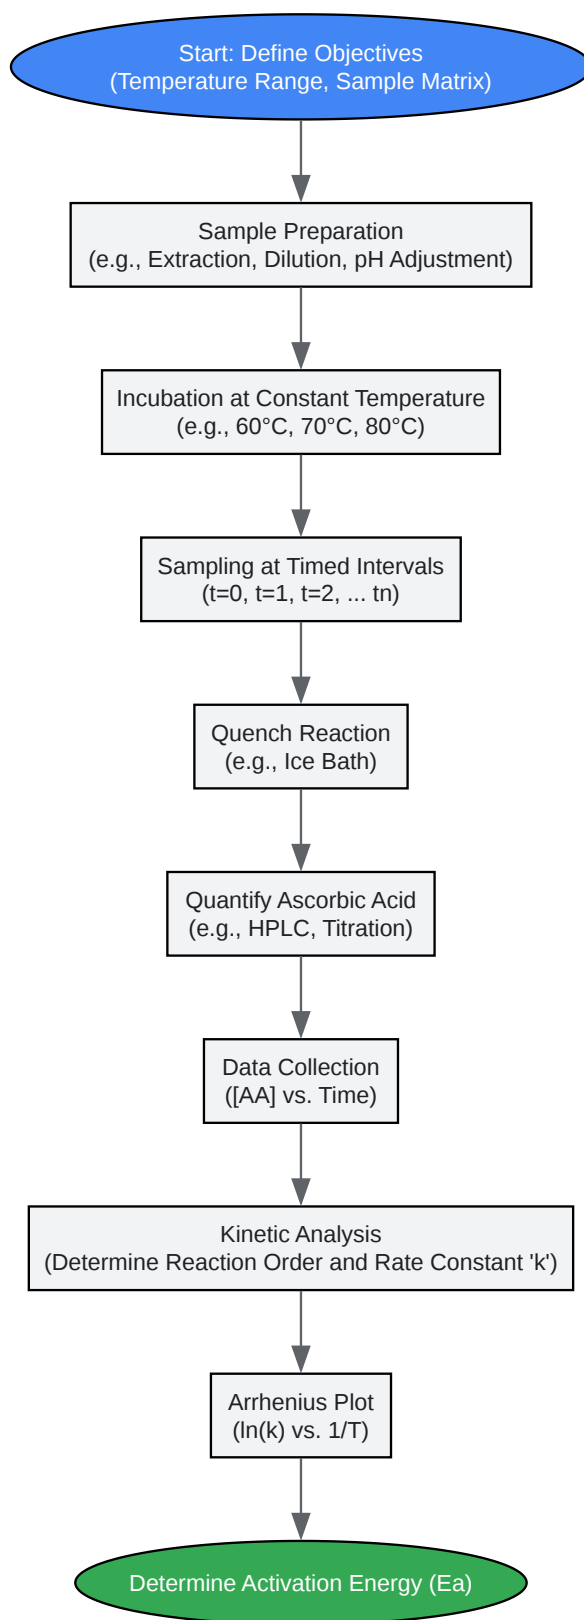 Start: Define Objectives
(Temperature Range, Sample Matrix)
Sample Preparation
(e.g., Extraction, Dilution, pH Adjustment)
Incubation at Constant Temperature
(e.g., 60°C, 70°C, 80°C)
Sampling at Timed Intervals
(t=0, t=1, t=2, ... tn)
Quench Reaction
(e.g., Ice Bath)
Quantify Ascorbic Acid
(e.g., HPLC, Titration)
Data Collection
([AA] vs. Time)
Kinetic Analysis
(Determine Reaction Order and Rate Constant 'k')
Arrhenius Plot
(ln(k) vs. 1/T)
Determine Activation Energy (Ea)